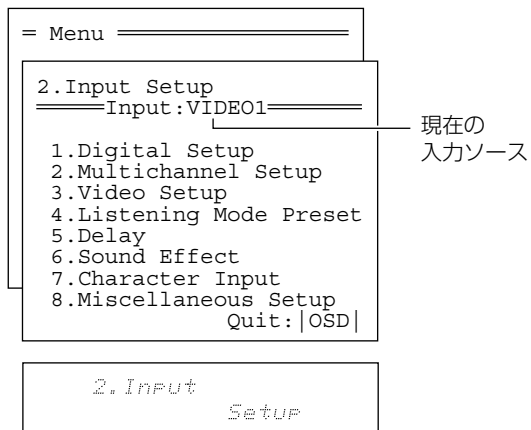 = Menu
2.Input Setup
Input:VIDEO1
現在の
入力ソース
1.Digital Setup
2.Multichannel Setup
3.Video Setup
4.Listening Mode Preset
5.Delay
6.Sound Effect
7.Character Input
8.Miscellaneous Setup
Quit:|OSD|
2.Input
Setup